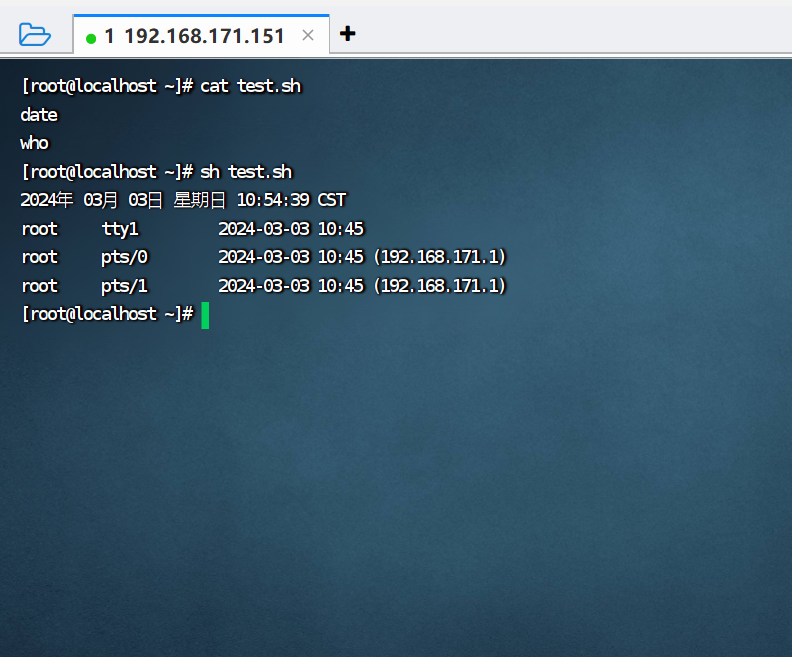 1 192.168.171.151
[root@localhost ~]# cat test.sh
date
who
[root@localhost ~]# sh test.sh
2024年 03月 03日 星期日 10:54:39 CST
root     tty1         2024-03-03 10:45
root     pts/0        2024-03-03 10:45 (192.168.171.1)
root     pts/1        2024-03-03 10:45 (192.168.171.1)
[root@localhost ~]#